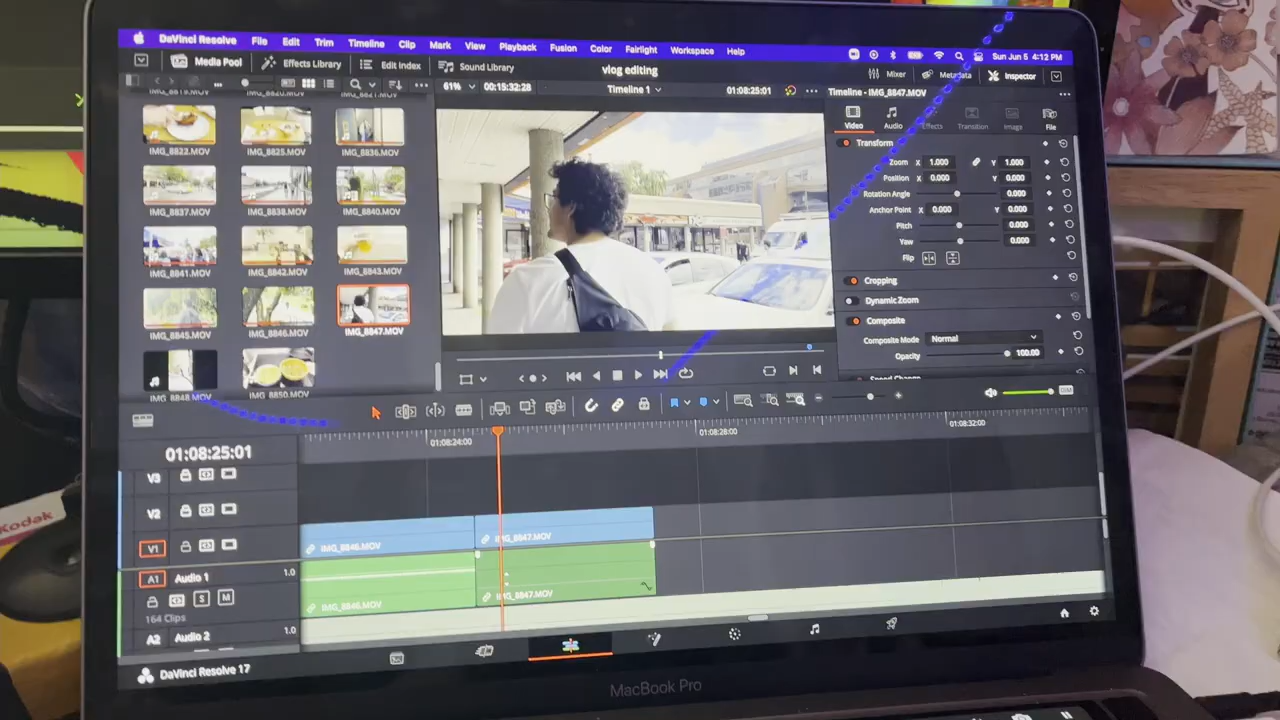 DaVinci Resolve File Edit Trim Timeline Clip Mark View Playback Fusion Color Fairlight Workspace Help Sun Jun 5 4:12 PM
Media Pool Effects Library Edit Index Sound Library vlog editing Mixer Metadata Inspector
61% 00:15:32:28 Timeline 1 01:08:25:01 Timeline - IMG_8847.MOV
IMG_8822.MOV IMG_8825.MOV IMG_8836.MOV
IMG_8837.MOV IMG_8838.MOV IMG_8840.MOV
IMG_8841.MOV IMG_8842.MOV IMG_8843.MOV
IMG_8845.MOV IMG_8846.MOV IMG_8847.MOV
IMG_8848.MOV IMG_8850.MOV
Video Audio Effects Transition Image File
Transform
Zoom X 1.000 Y 1.000
Position X 0.000 Y 0.000
Rotation Angle 0.000
Anchor Point X 0.000 Y 0.000
Pitch 0.000
Yaw 0.000
Flip
Cropping
Dynamic Zoom
Composite
Composite Mode Normal
Opacity 100.00
Speed Change
DIM
01:08:25:01
01:08:24:00 01:08:28:00 01:08:32:00
V3
V2
V1
IMG_8846.MOV IMG_8847.MOV
A1 Audio 1 1.0
S M
164 Clips
IMG_8846.MOV IMG_8847.MOV
A2 Audio 2 1.0
DaVinci Resolve 17
MacBook Pro
Kodak